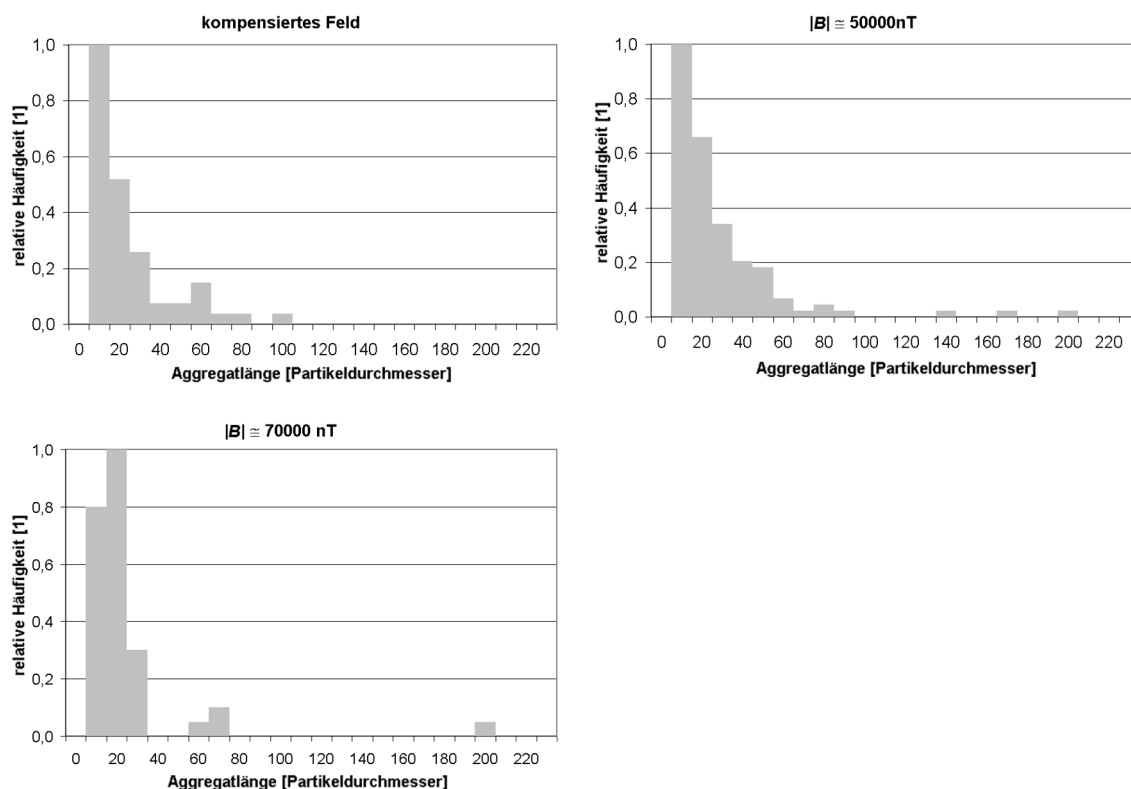 kompensiertes Feld
relative Häufigkeit [1]
1,0
0,8
0,6
0,4
0,2
0,0
0 20 40 60 80 100 120 140 160 180 200 220
Aggregatlänge [Partikeldurchmesser]
|B| ≅ 50000nT
relative Häufigkeit [1]
1,0
0,8
0,6
0,4
0,2
0,0
0 20 40 60 80 100 120 140 160 180 200 220
Aggregatlänge [Partikeldurchmesser]
|B| ≅ 70000 nT
relative Häufigkeit [1]
1,0
0,8
0,6
0,4
0,2
0,0
0 20 40 60 80 100 120 140 160 180 200 220
Aggregatlänge [Partikeldurchmesser]